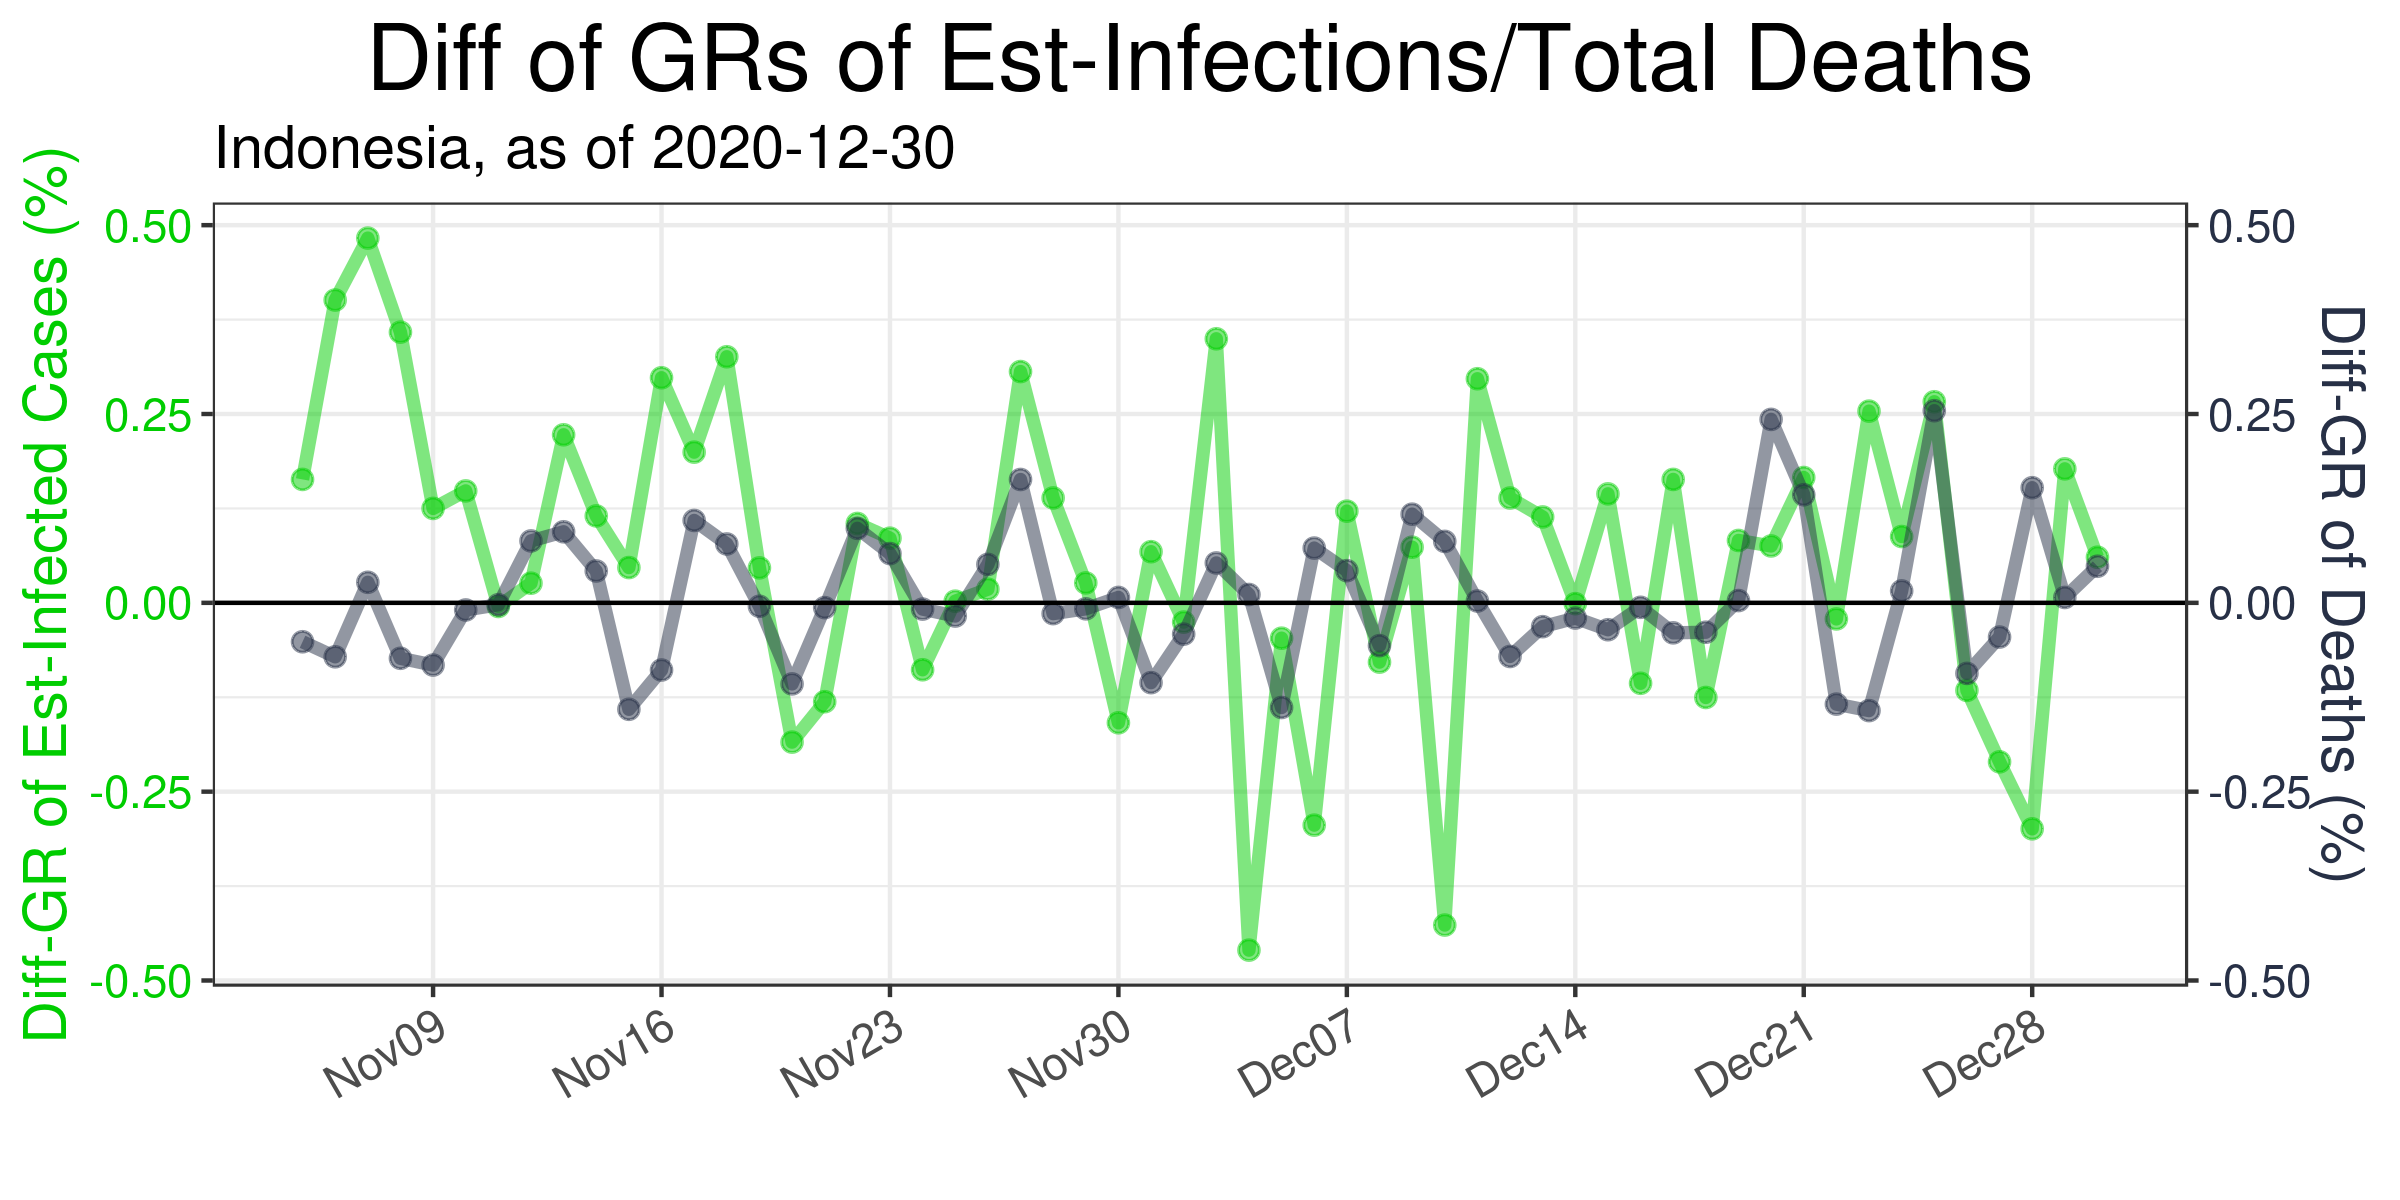 Diff of GRs of Est-Infections/Total Deaths
Indonesia, as of 2020-12-30
Diff-GR of Est-Infected Cases (%)
0.50
0.25
0.00
-0.25
-0.50
0.50
0.25
0.00
-0.25
-0.50
Diff-GR of Deaths (%)
Nov09
Nov16
Nov23
Nov30
Dec07
Dec14
Dec21
Dec28